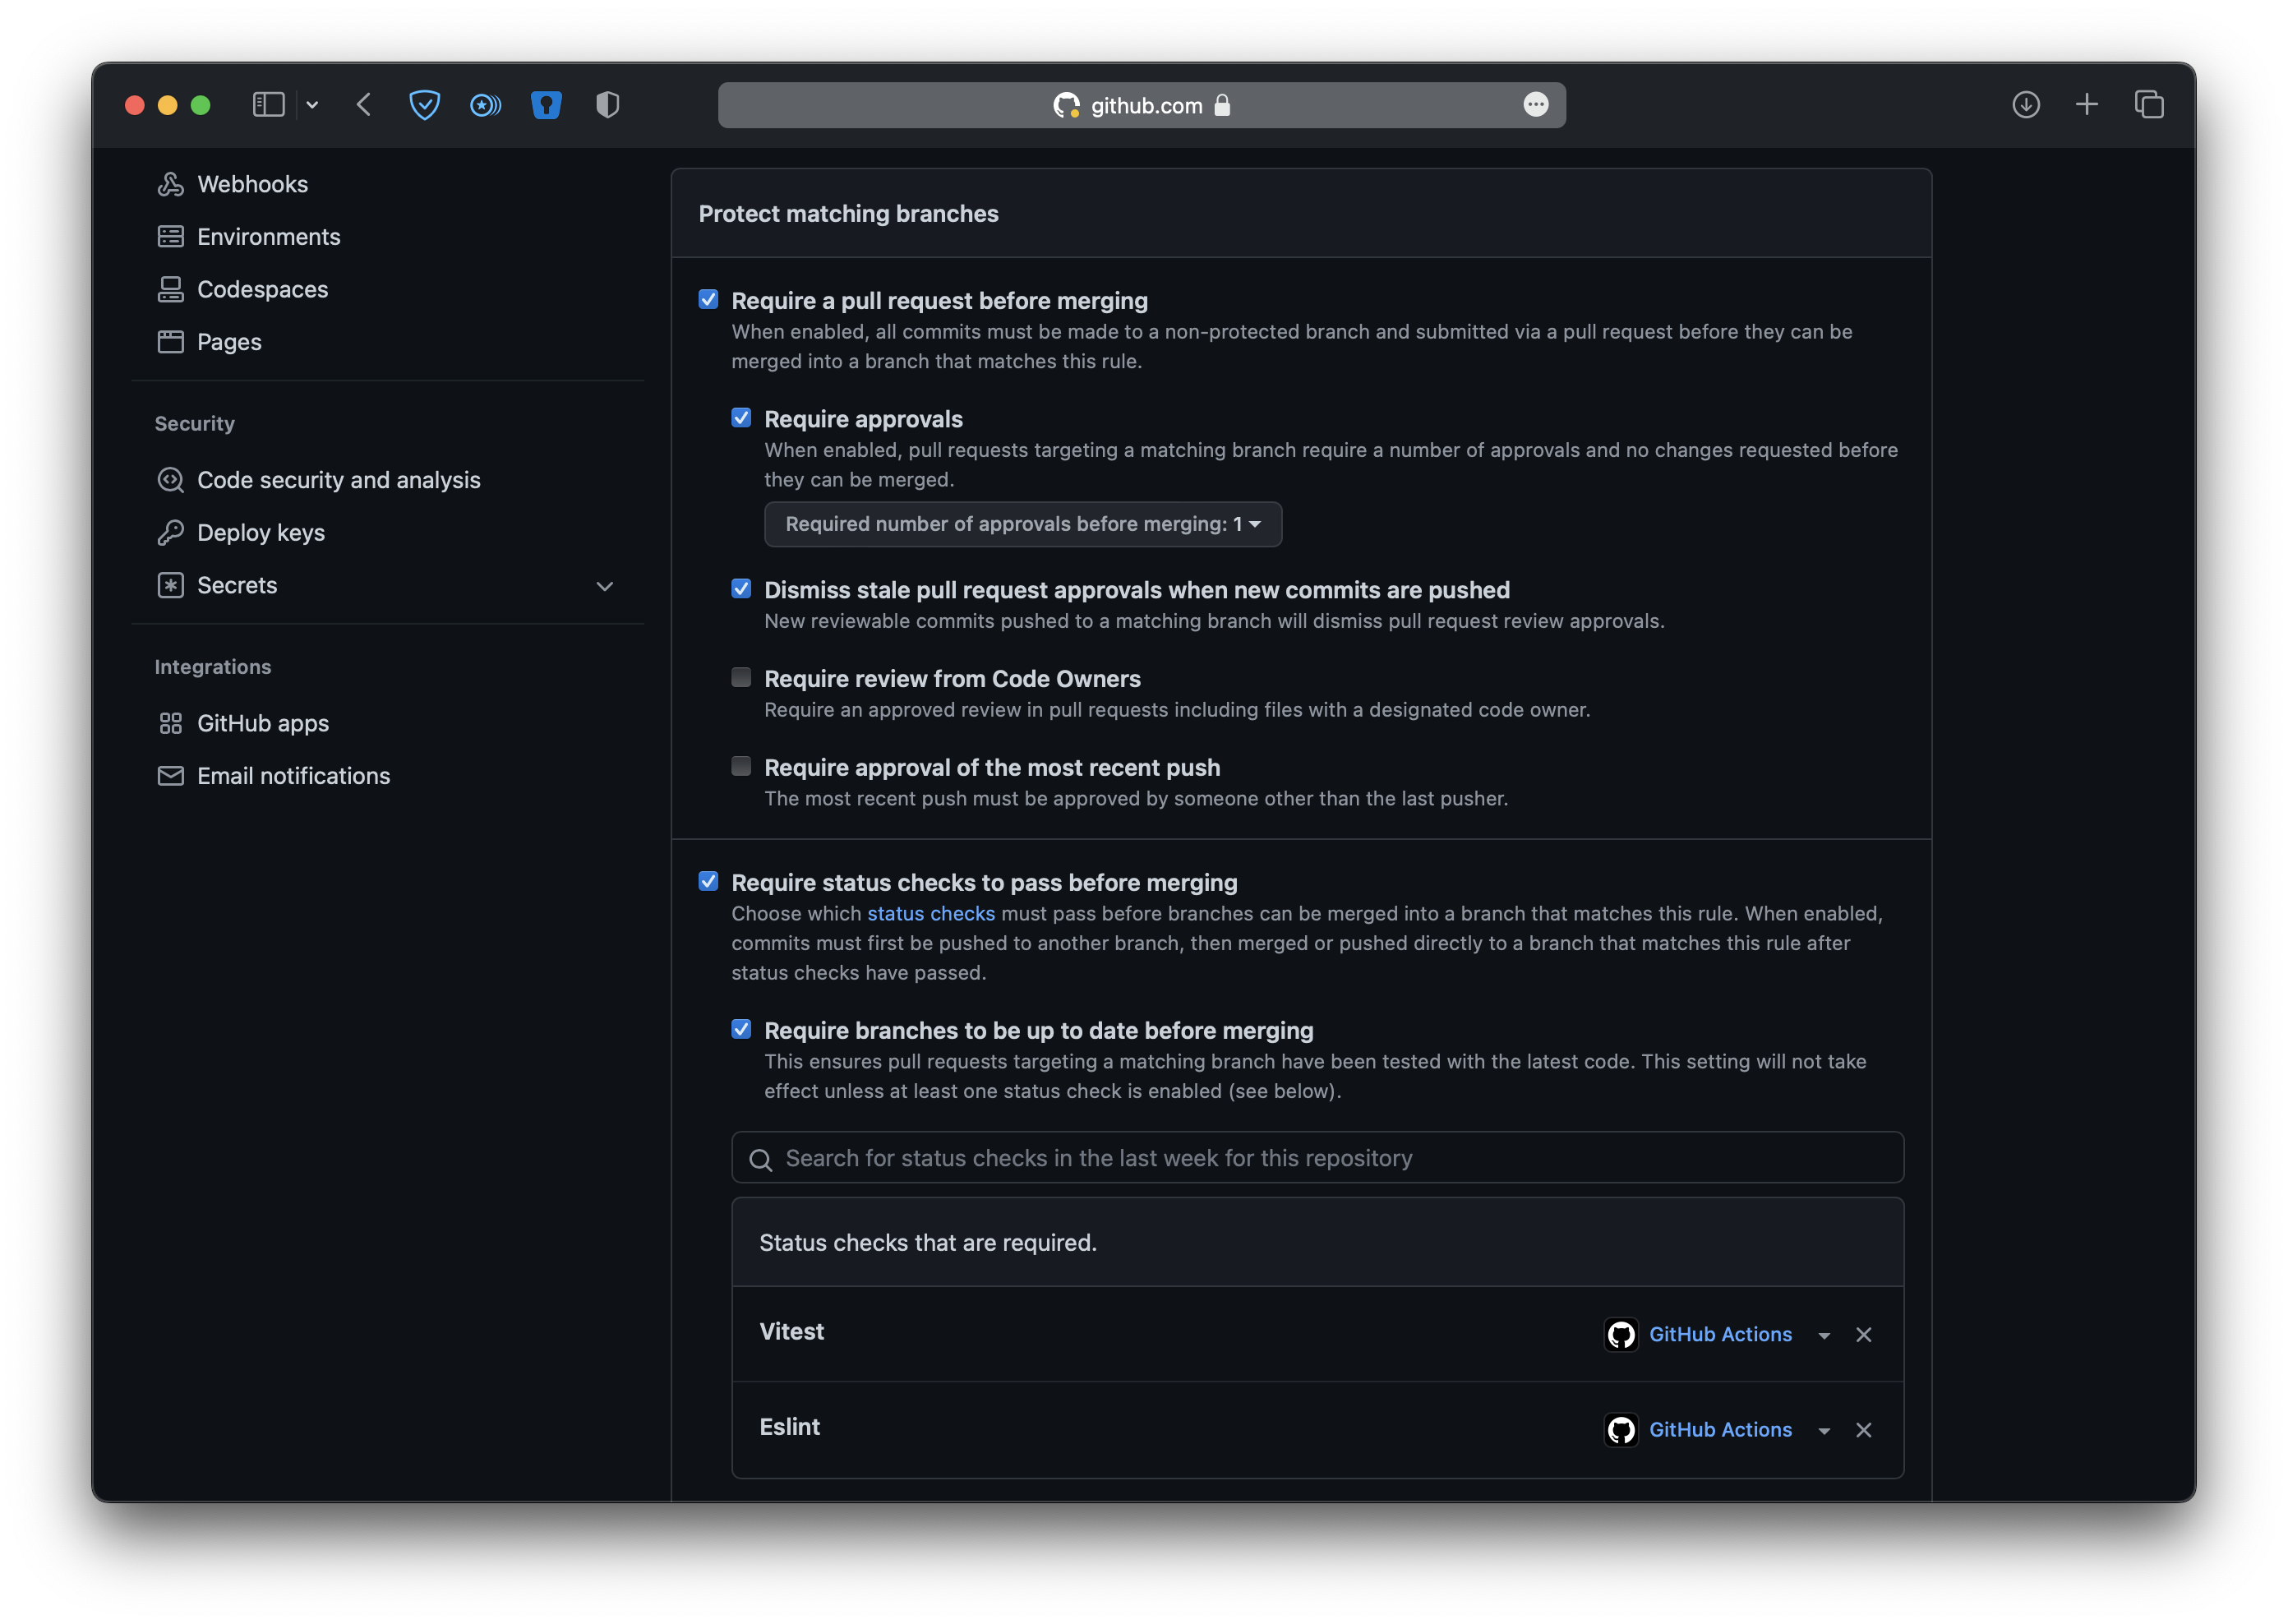 github.com
Webhooks
Environments
Codespaces
Pages
Security
Code security and analysis
Deploy keys
Secrets
Integrations
GitHub apps
Email notifications
Protect matching branches
Require a pull request before merging
When enabled, all commits must be made to a non-protected branch and submitted via a pull request before they can be
merged into a branch that matches this rule.
Require approvals
When enabled, pull requests targeting a matching branch require a number of approvals and no changes requested before
they can be merged.
Required number of approvals before merging: 1
Dismiss stale pull request approvals when new commits are pushed
New reviewable commits pushed to a matching branch will dismiss pull request review approvals.
Require review from Code Owners
Require an approved review in pull requests including files with a designated code owner.
Require approval of the most recent push
The most recent push must be approved by someone other than the last pusher.
Require status checks to pass before merging
Choose which status checks must pass before branches can be merged into a branch that matches this rule. When enabled,
commits must first be pushed to another branch, then merged or pushed directly to a branch that matches this rule after
status checks have passed.
Require branches to be up to date before merging
This ensures pull requests targeting a matching branch have been tested with the latest code. This setting will not take
effect unless at least one status check is enabled (see below).
Search for status checks in the last week for this repository
Status checks that are required.
Vitest
GitHub Actions
Eslint
GitHub Actions